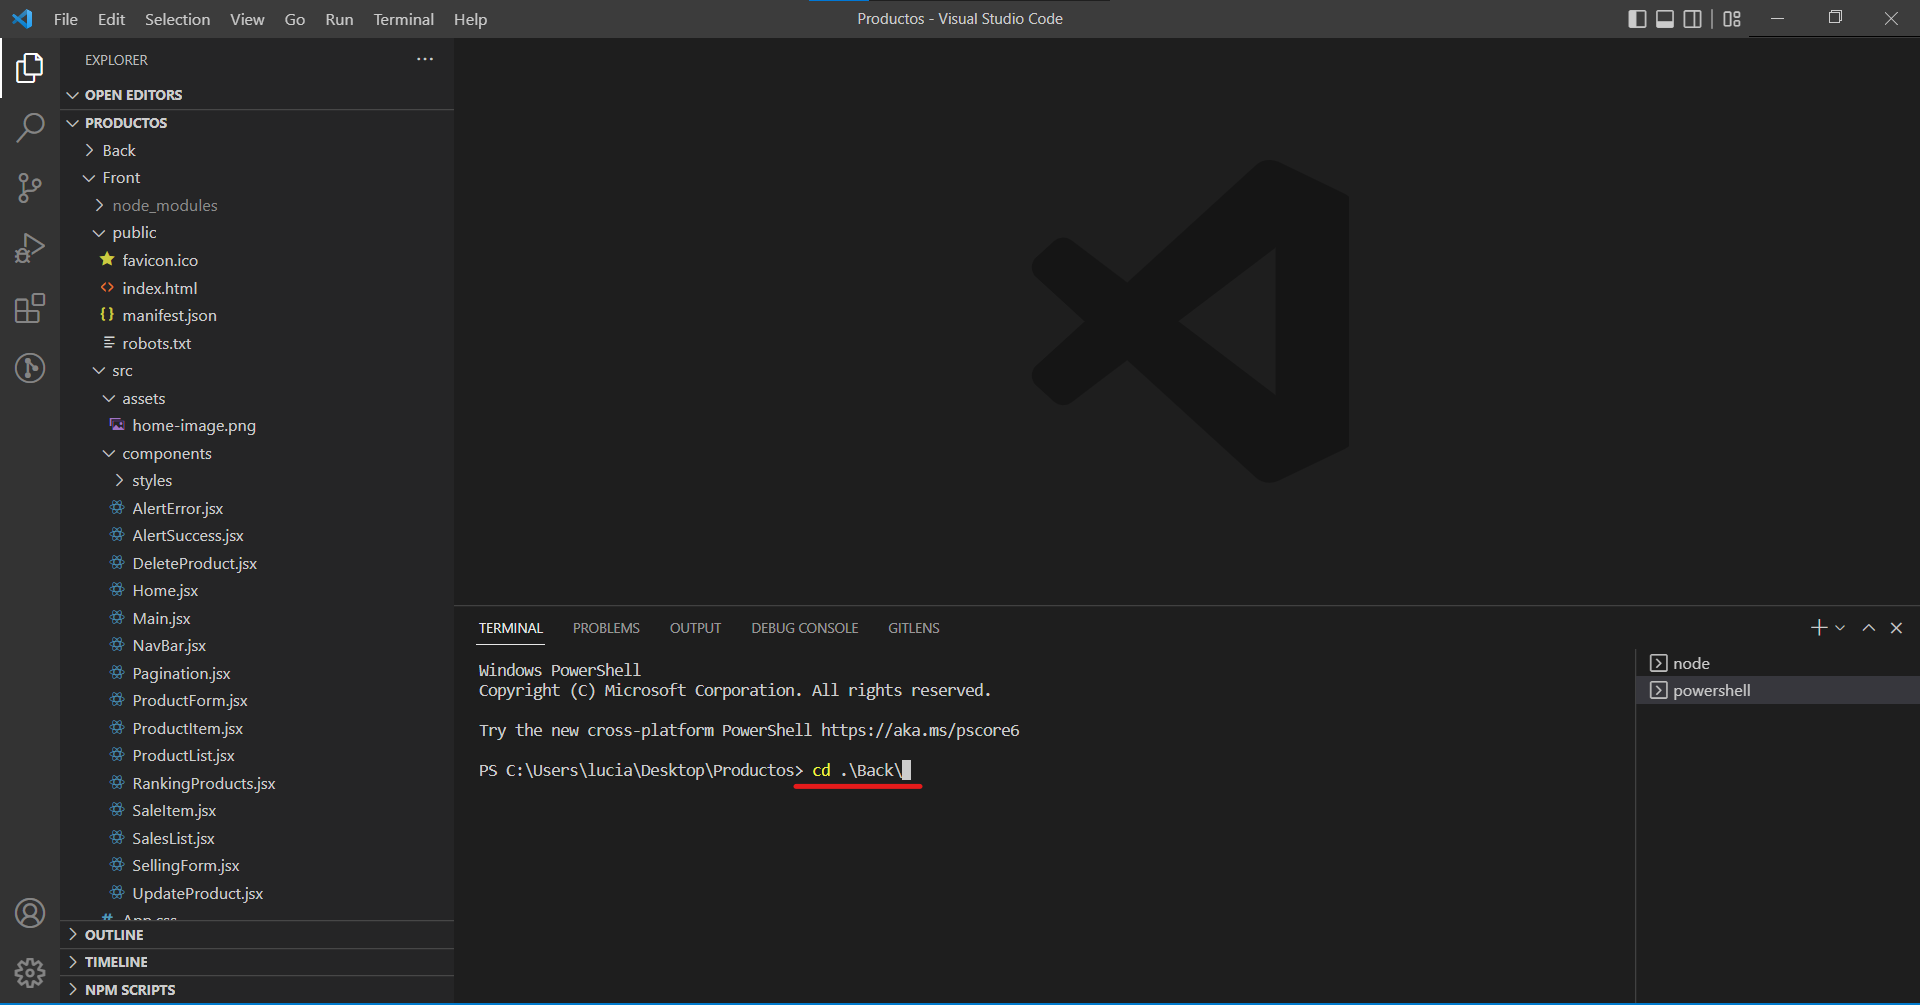 File Edit Selection View Go Run Terminal Help
Productos - Visual Studio Code
EXPLORER
OPEN EDITORS
PRODUCTOS
Back
Front
node_modules
public
favicon.ico
index.html
manifest.json
robots.txt
src
assets
home-image.png
components
styles
AlertError.jsx
AlertSuccess.jsx
DeleteProduct.jsx
Home.jsx
Main.jsx
NavBar.jsx
Pagination.jsx
ProductForm.jsx
ProductItem.jsx
ProductList.jsx
RankingProducts.jsx
SaleItem.jsx
SalesList.jsx
SellingForm.jsx
UpdateProduct.jsx
App.css
OUTLINE
TIMELINE
NPM SCRIPTS
TERMINAL PROBLEMS OUTPUT DEBUG CONSOLE GITLENS
Windows PowerShell
Copyright (C) Microsoft Corporation. All rights reserved.
Try the new cross-platform PowerShell https://aka.ms/pscore6
PS C:\Users\lucia\Desktop\Productos> cd .\Back\
node
powershell